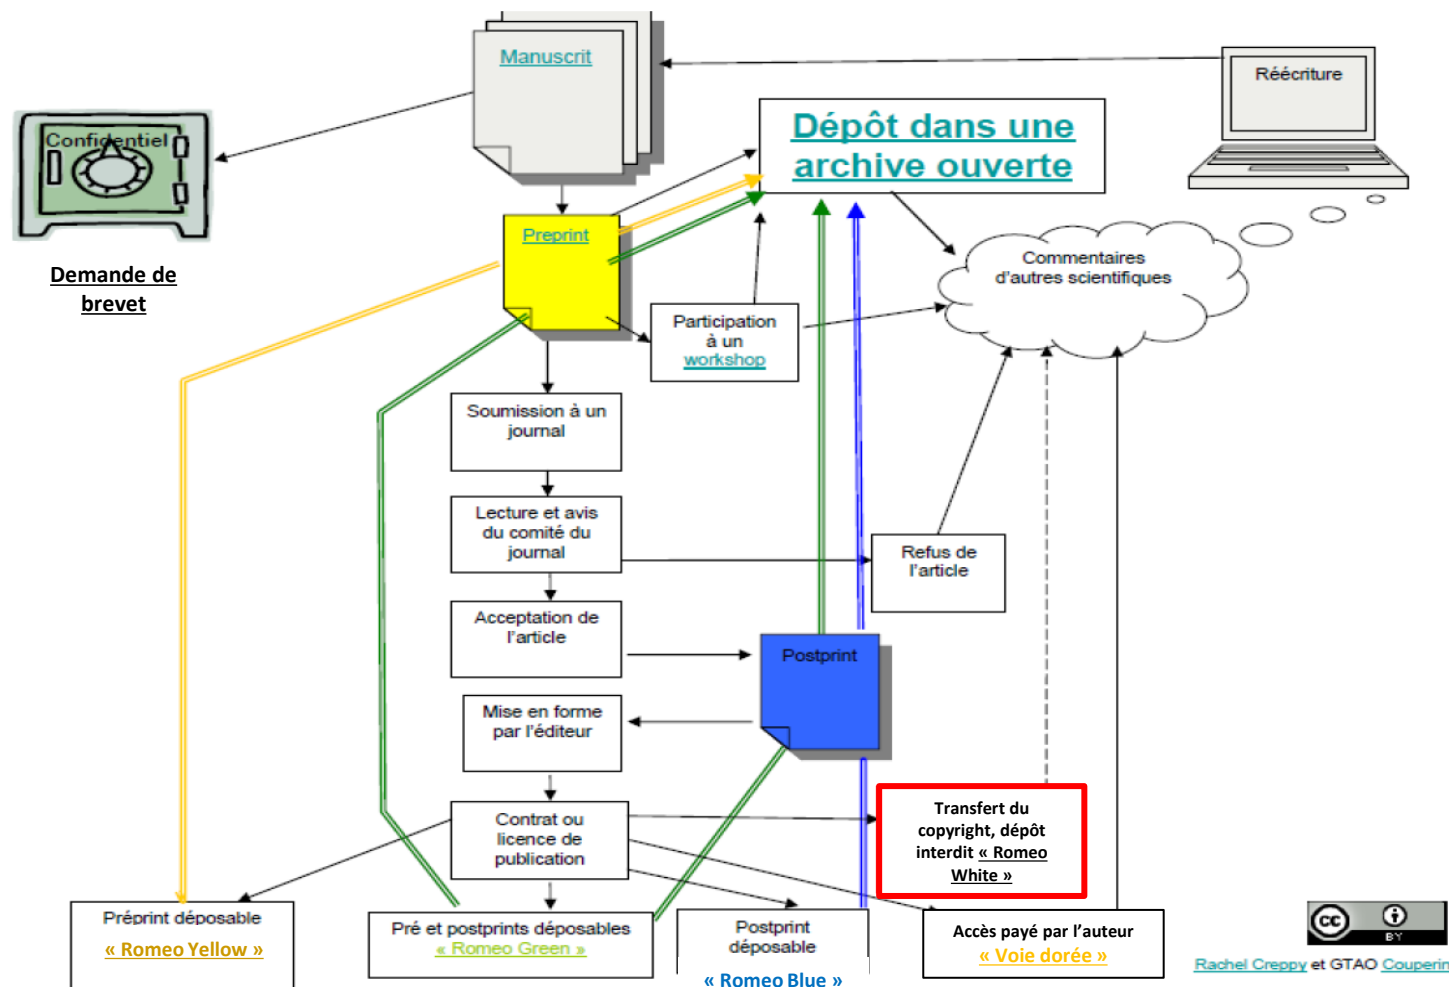 Manuscrit
Réécriture
Confidentiel
Dépôt dans une
archive ouverte
Demande de
brevet
Preprint
Commentaires
d'autres scientifiques
Participation
à un
workshop
Soumission à un
journal
Lecture et avis
du comité du
journal
Refus de
l'article
Acceptation de
l'article
Postprint
Mise en forme
par l'éditeur
Contrat ou
licence de
publication
Transfert du
copyright, dépôt
interdit « Romeo
White »
Préprint déposable
« Romeo Yellow »
Pré et postprints déposables
« Romeo Green »
Postprint
déposable
« Romeo Blue »
Accès payé par l'auteur
« Voie dorée »
cc
BY
Rachel Creppy et GTAO Couperin